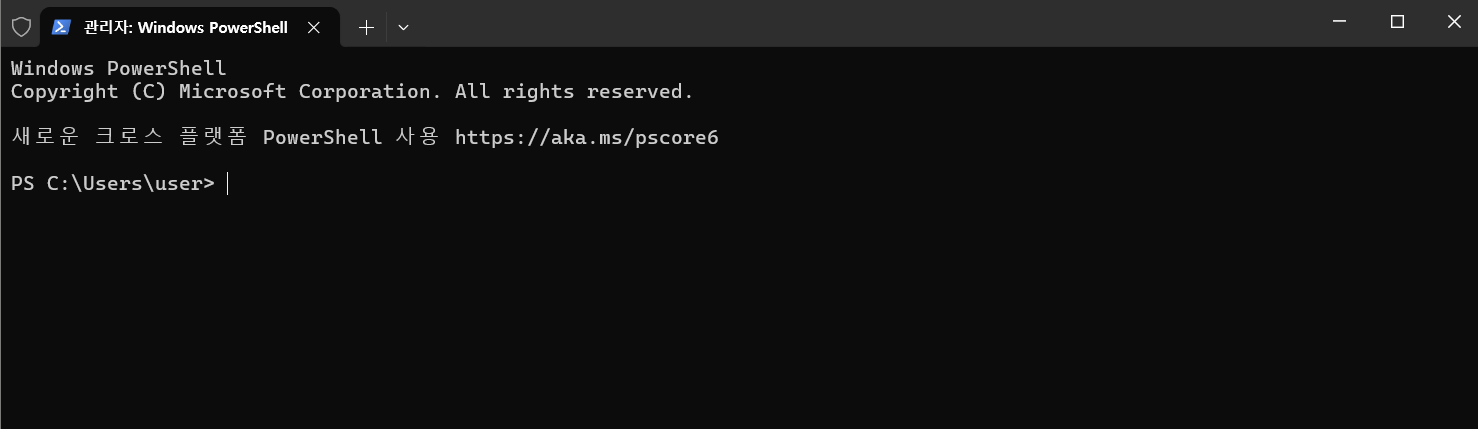 관리자: Windows PowerShell
Windows PowerShell
Copyright (C) Microsoft Corporation. All rights reserved.
새로운 크로스 플랫폼 PowerShell 사용 https://aka.ms/pscore6
PS C:\Users\user>